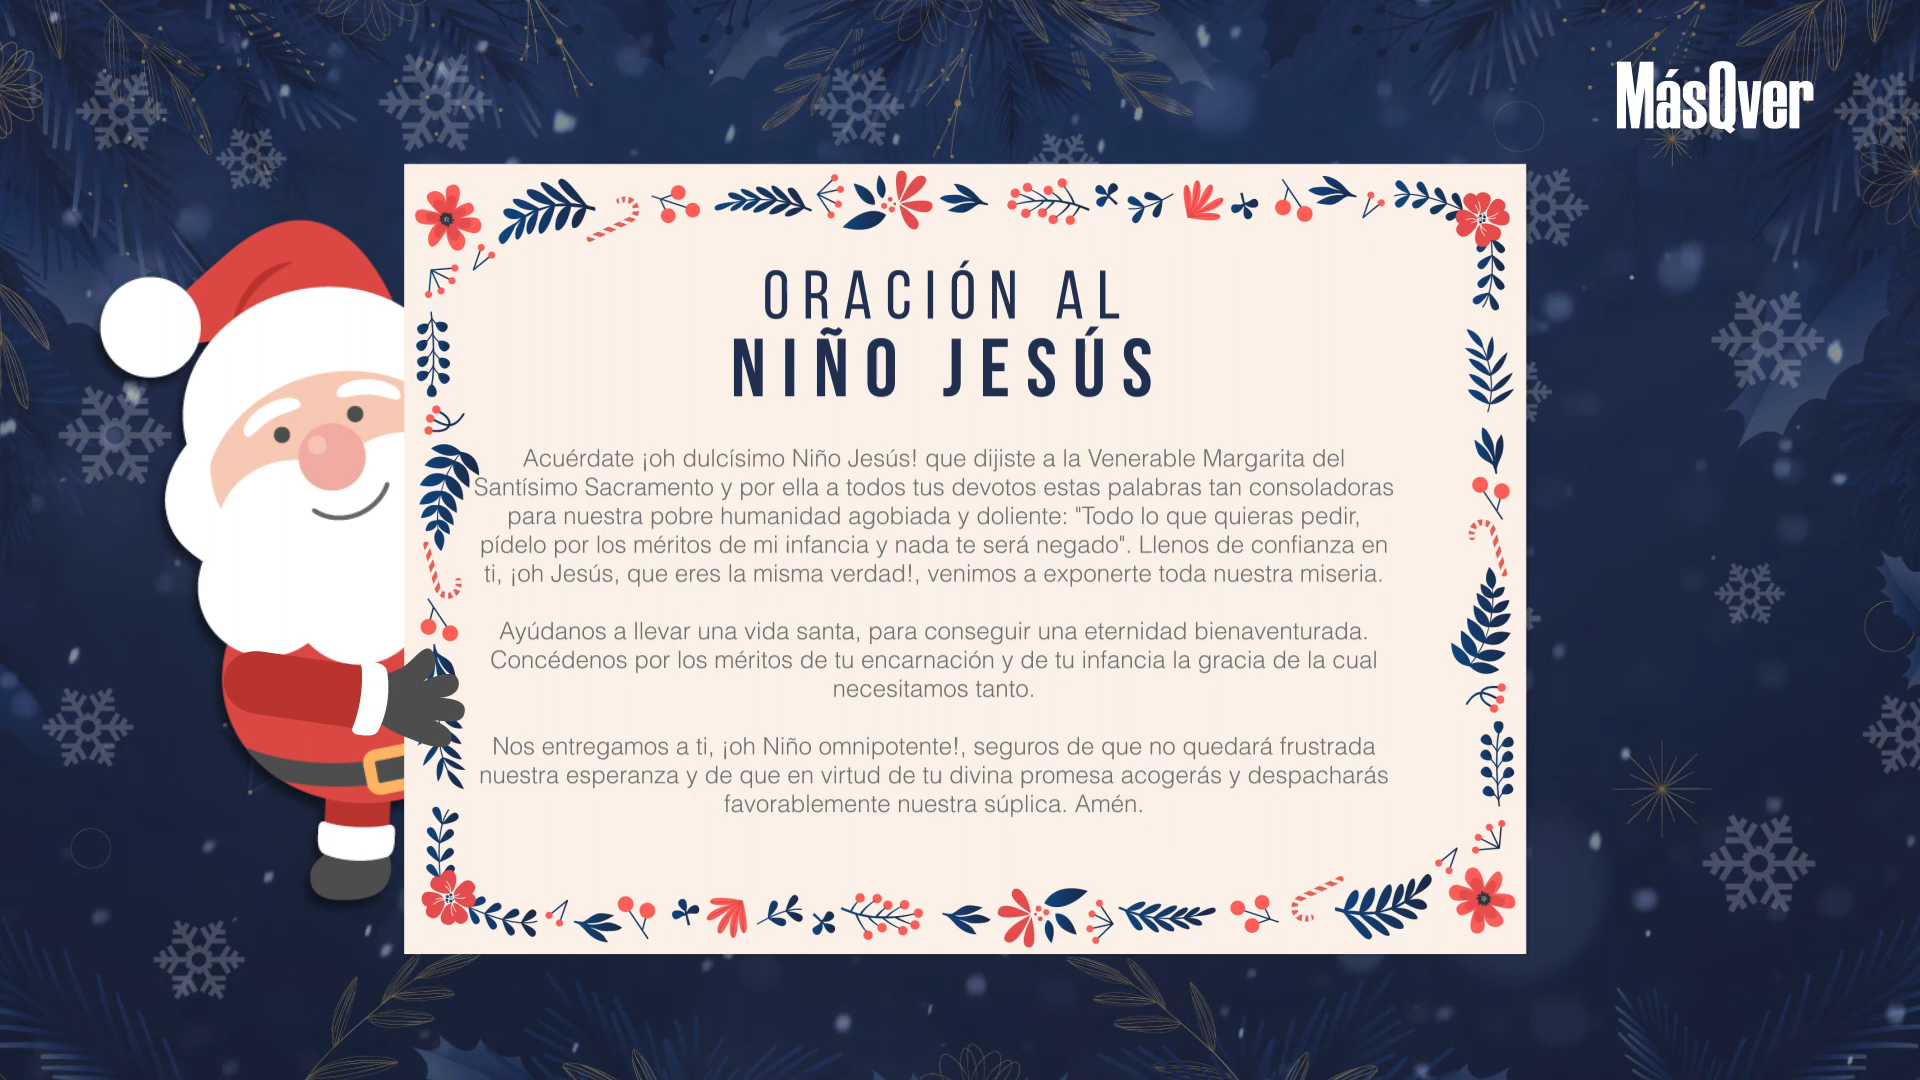 MásQver
ORACIÓN AL
NIÑO JESÚS
Acuérdate ¡oh dulcísimo Niño Jesús! que dijiste a la Venerable Margarita del
Santísimo Sacramento y por ella a todos tus devotos estas palabras tan consoladoras
para nuestra pobre humanidad agobiada y doliente: "Todo lo que quieras pedir,
pídelo por los méritos de mi infancia y nada te será negado". Llenos de confianza en
ti, ¡oh Jesús, que eres la misma verdad!, venimos a exponerte toda nuestra miseria.
Ayúdanos a llevar una vida santa, para conseguir una eternidad bienaventurada.
Concédenos por los méritos de tu encarnación y de tu infancia la gracia de la cual
necesitamos tanto.
Nos entregamos a ti, ¡oh Niño omnipotente!, seguros de que no quedará frustrada
nuestra esperanza y de que en virtud de tu divina promesa acogerás y despacharás
favorablemente nuestra súplica. Amén.